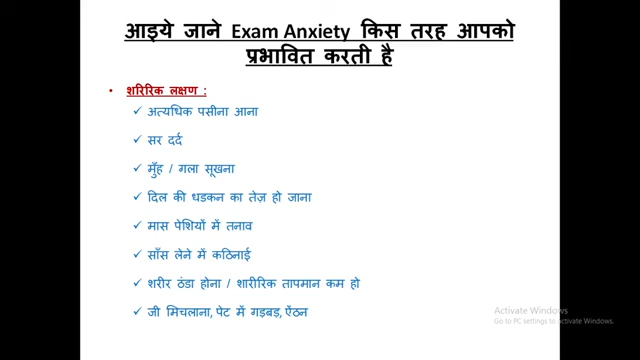 आइये जाने Exam Anxiety किस तरह आपको
प्रभावित करती है
• शरिरिक लक्षण :
✓ अत्यधिक पसीना आना
✓ सर दर्द
✓ मुँह / गला सूखना
✓ दिल की धडकन का तेज़ हो जाना
✓ मास पेशियों में तनाव
✓ साँस लेने में कठिनाई
✓ शरीर ठंडा होना / शारीरिक तापमान कम हो
✓ जी मिचलाना, पेट में गड़बड़, ऐंठन
Activate Windows
Go to PC settings to activate Windows.